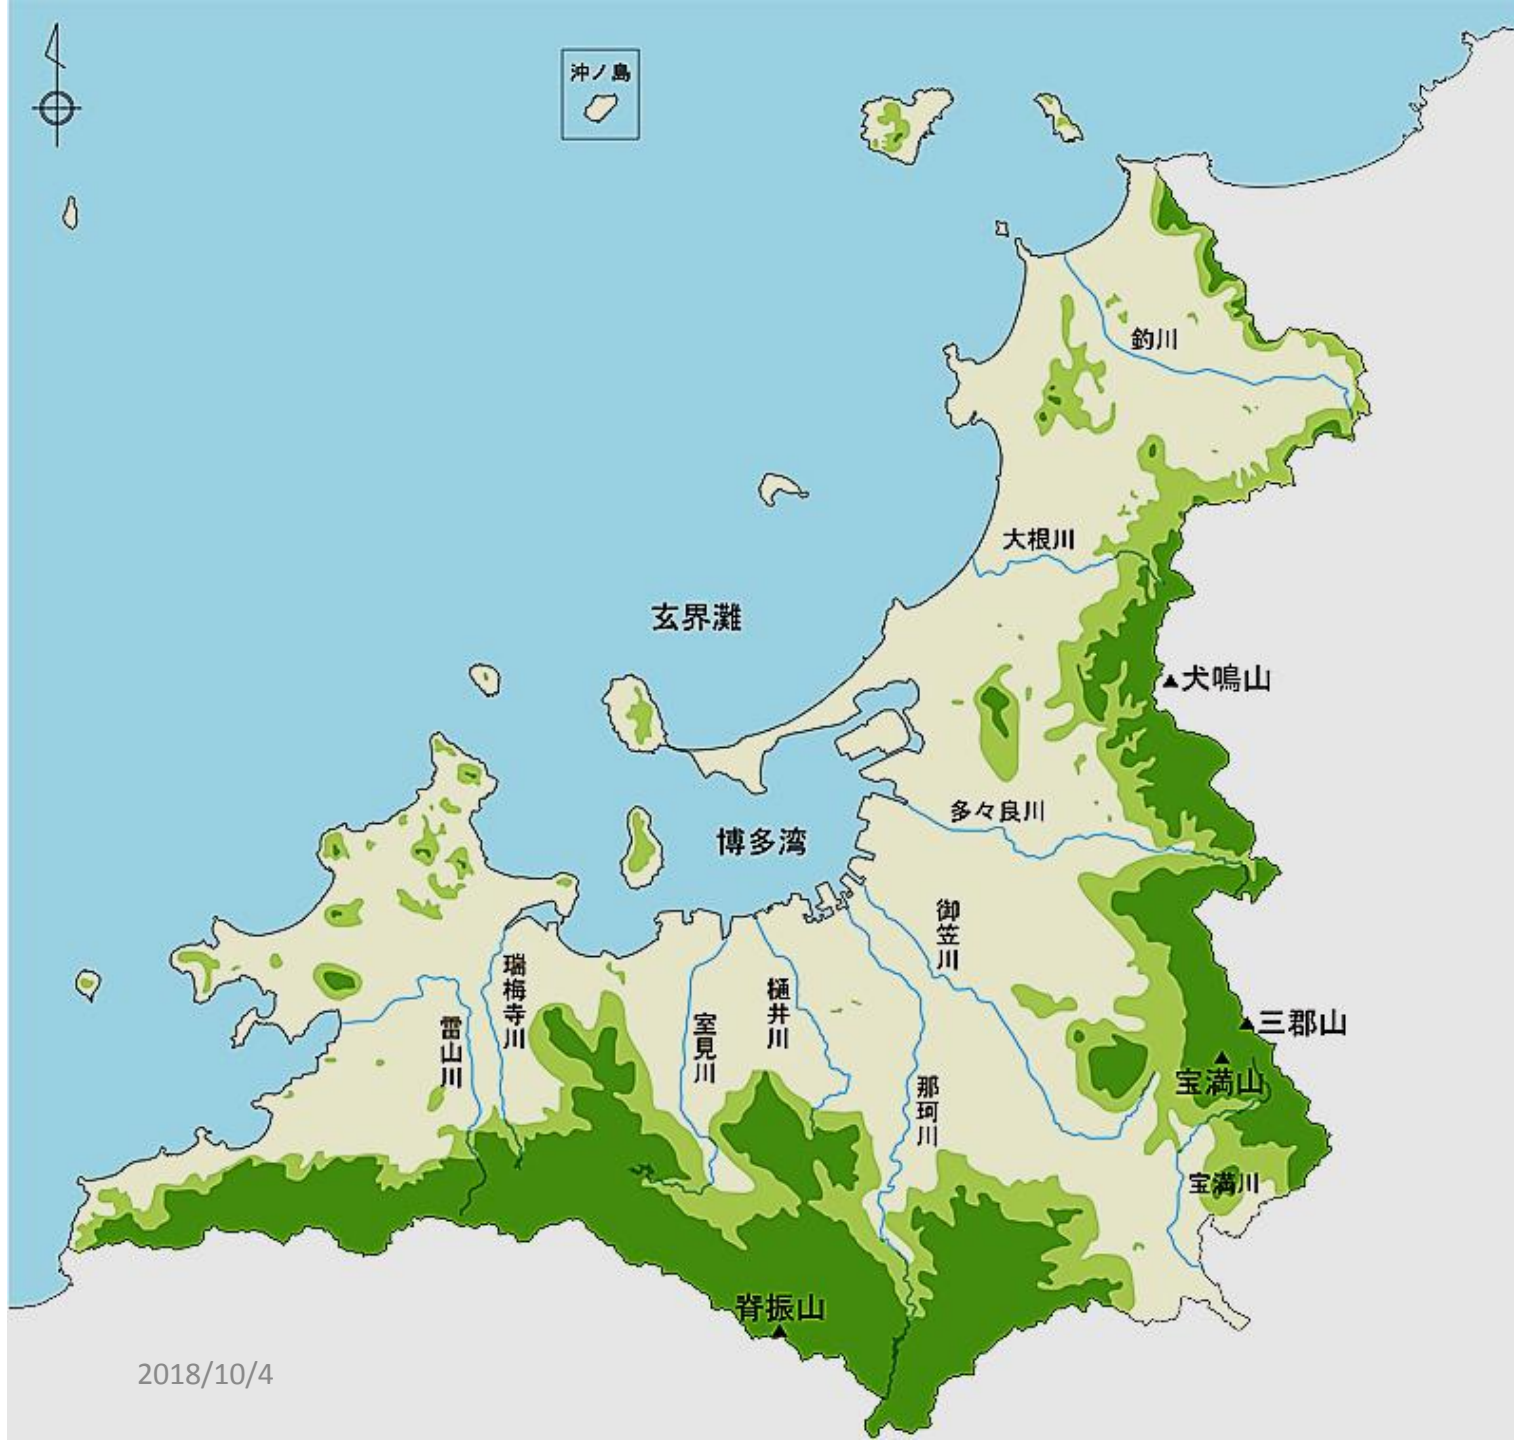 沖ノ島
釣川
大根川
玄界灘
犬鳴山
多々良川
博多湾
御笠川
瑞梅寺川
樋井川
雷山川
室見川
三郡山
宝満山
那珂川
宝満川
脊振山
2018/10/4